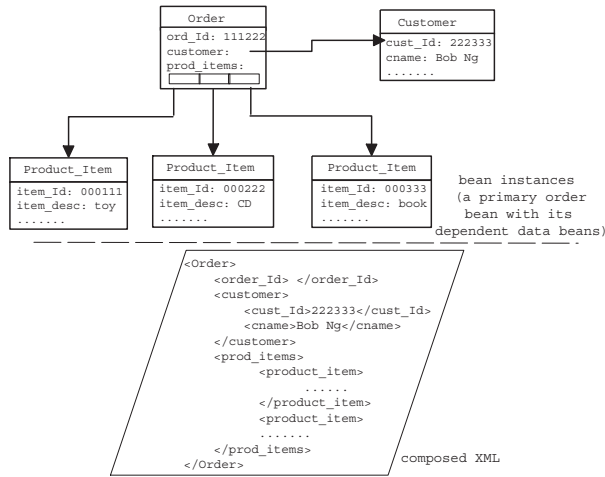 Order
ord_Id: 111222
customer:
prod_items:
Customer
cust_Id: 222333
cname: Bob Ng
.......
Product_Item
item_Id: 000111
item_desc: toy
.......
Product_Item
item_Id: 000222
item_desc: CD
.......
Product_Item
item_Id: 000333
item_desc: book
.......
bean instances
(a primary order
bean with its
dependent data beans)
<Order>
<order_Id> </order_Id>
<customer>
<cust_Id>222333</cust_Id>
<cname>Bob Ng</cname>
</customer>
<prod_items>
<product_item>
......
</product_item>
<product_item>
.......
</prod_items>
</Order>
composed XML